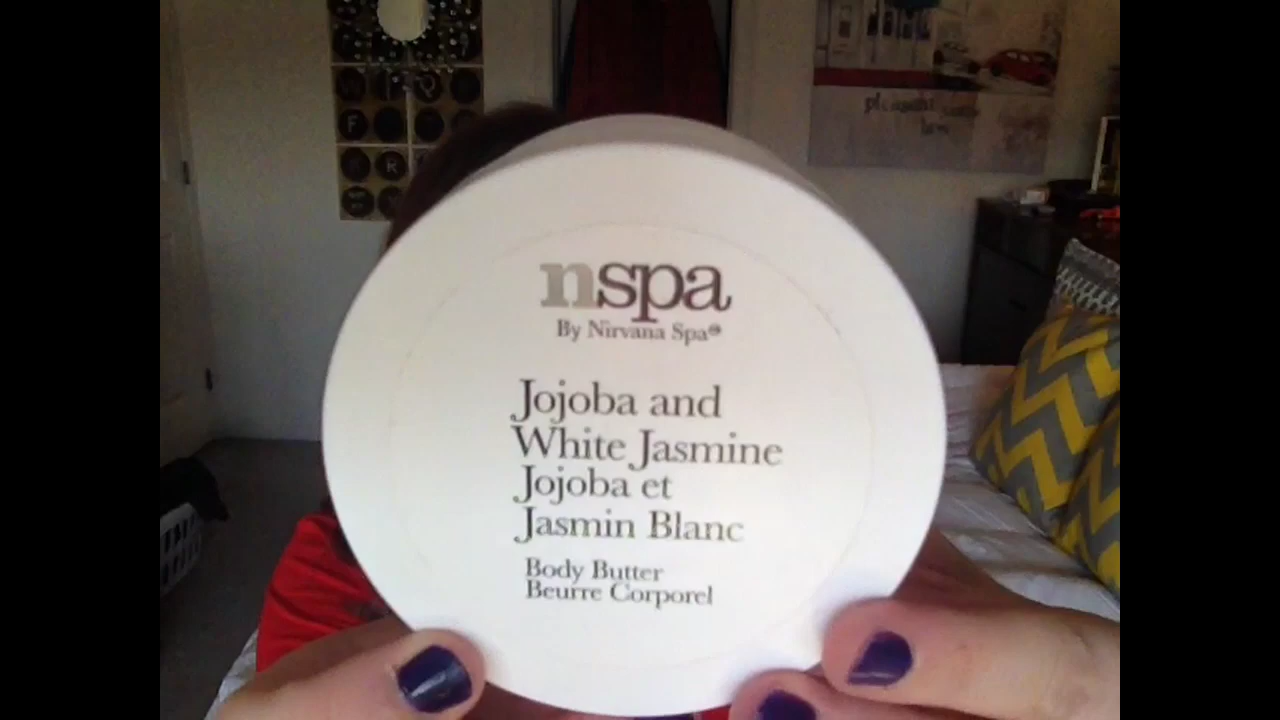 nspa
By Nirvana Spa®
Jojoba and
White Jasmine
Jojoba et
Jasmin Blanc
Body Butter
Beurre Corporel